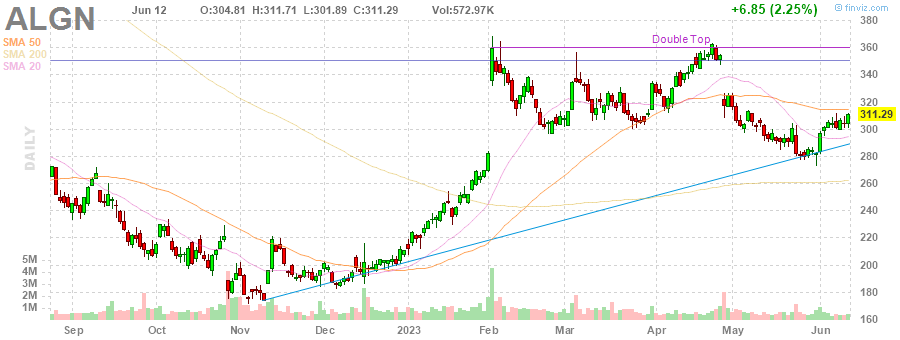 ALGN
Jun 12 O:304.81 H:311.71 L:301.89 C:311.29 Vol:572.97K +6.85 (2.25%)
© finviz.com
SMA 50
SMA 200
SMA 20
Double Top
DAILY
380
360
340
320
311.29
300
280
260
240
220
200
180
160
5M
4M
3M
2M
1M
Sep Oct Nov Dec 2023 Feb Mar Apr May Jun